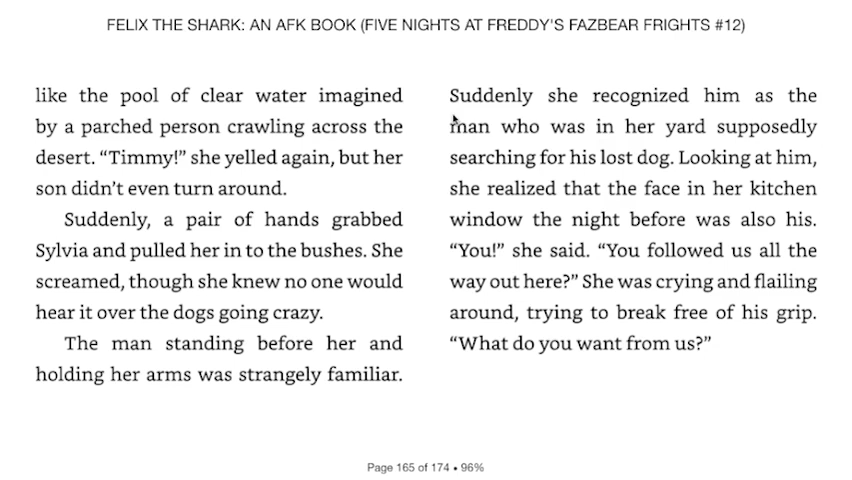 FELIX THE SHARK: AN AFK BOOK (FIVE NIGHTS AT FREDDY'S FAZBEAR FRIGHTS #12)
like the pool of clear water imagined
by a parched person crawling across the
desert. “Timmy!” she yelled again, but her
son didn’t even turn around.
Suddenly, a pair of hands grabbed
Sylvia and pulled her in to the bushes. She
screamed, though she knew no one would
hear it over the dogs going crazy.
The man standing before her and
holding her arms was strangely familiar.
Suddenly she recognized him as the
man who was in her yard supposedly
searching for his lost dog. Looking at him,
she realized that the face in her kitchen
window the night before was also his.
“You!” she said. “You followed us all the
way out here?” She was crying and flailing
around, trying to break free of his grip.
“What do you want from us?”
Page 165 of 174 • 96%